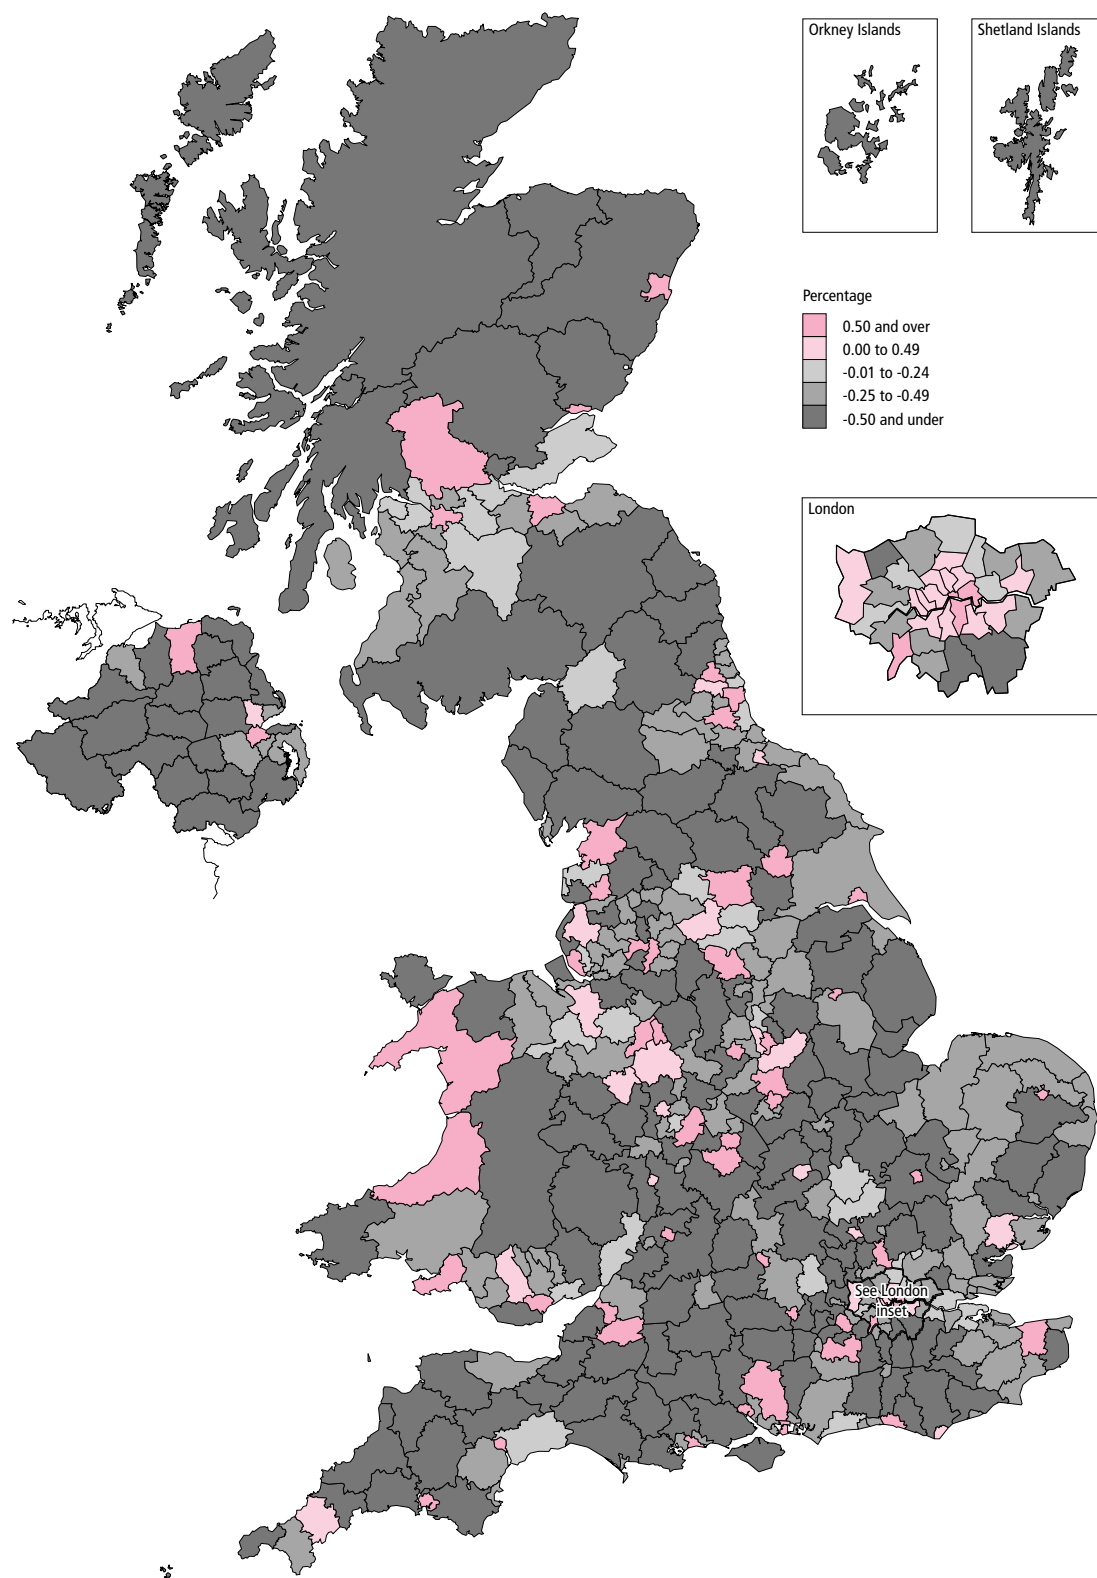 Orkney Islands
Shetland Islands
Percentage
0.50 and over
0.00 to 0.49
-0.01 to -0.24
-0.25 to -0.49
-0.50 and under
London
See London
inset